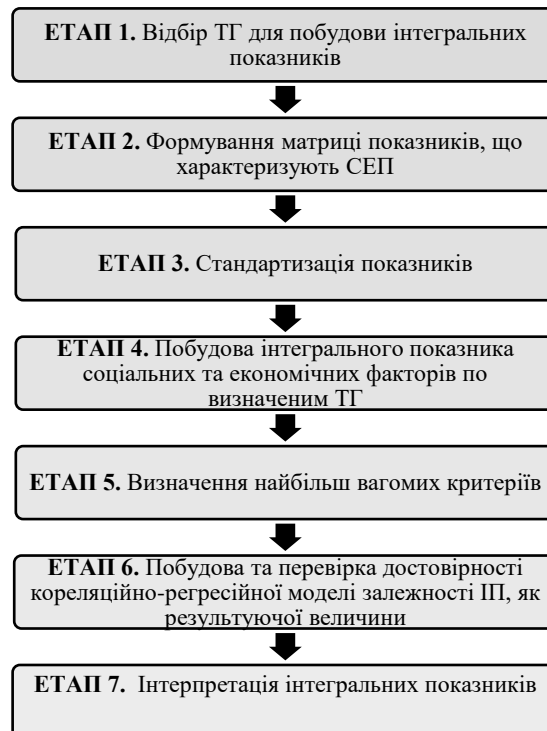 ЕТАП 1. Відбір ТГ для побудови інтегральних
показників
ЕТАП 2. Формування матриці показників, що
характеризують СЕП
ЕТАП 3. Стандартизація показників
ЕТАП 4. Побудова інтегрального показника
соціальних та економічних факторів по
визначеним ТГ
ЕТАП 5. Визначення найбільш вагомих критеріїв
ЕТАП 6. Побудова та перевірка достовірності
кореляційно-регресійної моделі залежності ІП, як
результуючої величини
ЕТАП 7. Інтерпретація інтегральних показників